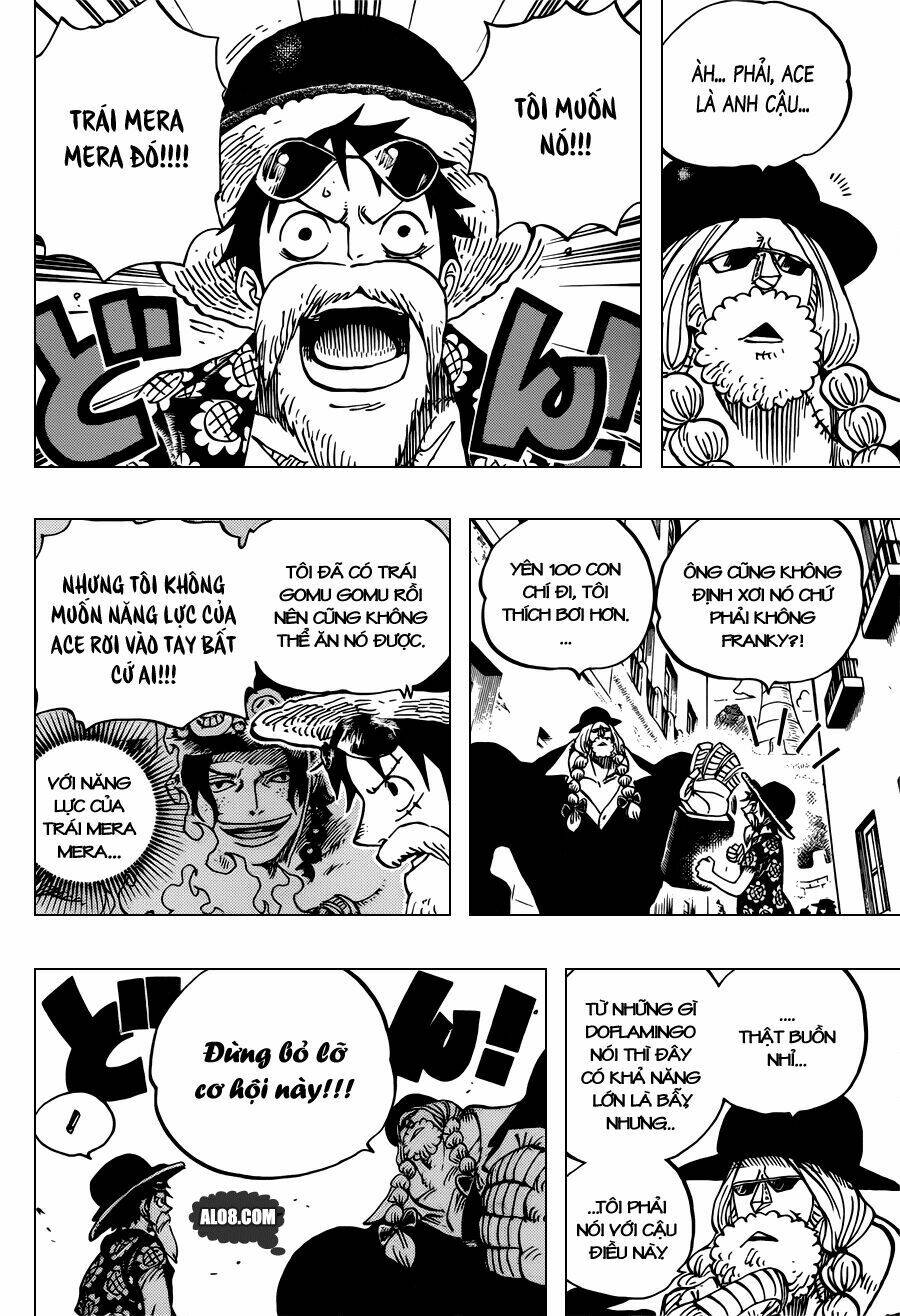 ÀH... PHẢI, ACE
LÀ ANH CẬU...
TÔI MUỐN
NÓ!!!
TRÁI MERA
MERA ĐÓ!!!!
どん!
ÔNG CŨNG KHÔNG
ĐỊNH XƠI NÓ CHỨ
PHẢI KHÔNG
FRANKY?!
YÊN 100 CON
CHÍ ĐI, TÔI
THÍCH BƠI HƠN.
...
TÔI ĐÃ CÓ TRÁI
GOMU GOMU RỒI
NÊN CŨNG KHÔNG
THỂ ĂN NÓ ĐƯỢC.
NHƯNG TÔI KHÔNG
MUỐN NĂNG LỰC CỦA
ACE RỜI VÀO TAY BẤT
CỨ AI!!!
VỚI NĂNG
LỰC CỦA
TRÁI MERA
MERA...
....
THẬT BUỒN
NHỈ...
TỪ NHỮNG GÌ
DOFLAMINGO
NÓI THÌ ĐÂY
CÓ KHẢ NĂNG
LỚN LÀ BẪY
NHƯNG..
..TÔI PHẢI
NÓI VỚI CẬU
ĐIỀU NÀY
どん!
Đừng bỏ lỡ
cơ hội này!!!
!
ALO8.COM